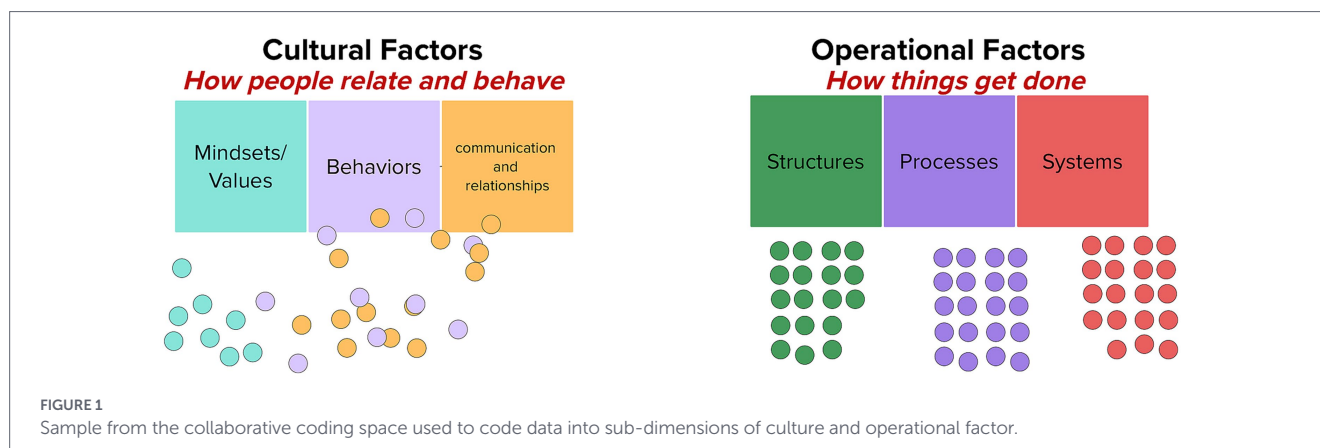 Cultural Factors
How people relate and behave
Mindsets/
Values
Behaviors
communication
and
relationships
Operational Factors
How things get done
Structures
Processes
Systems
FIGURE 1
Sample from the collaborative coding space used to code data into sub-dimensions of culture and operational factor.